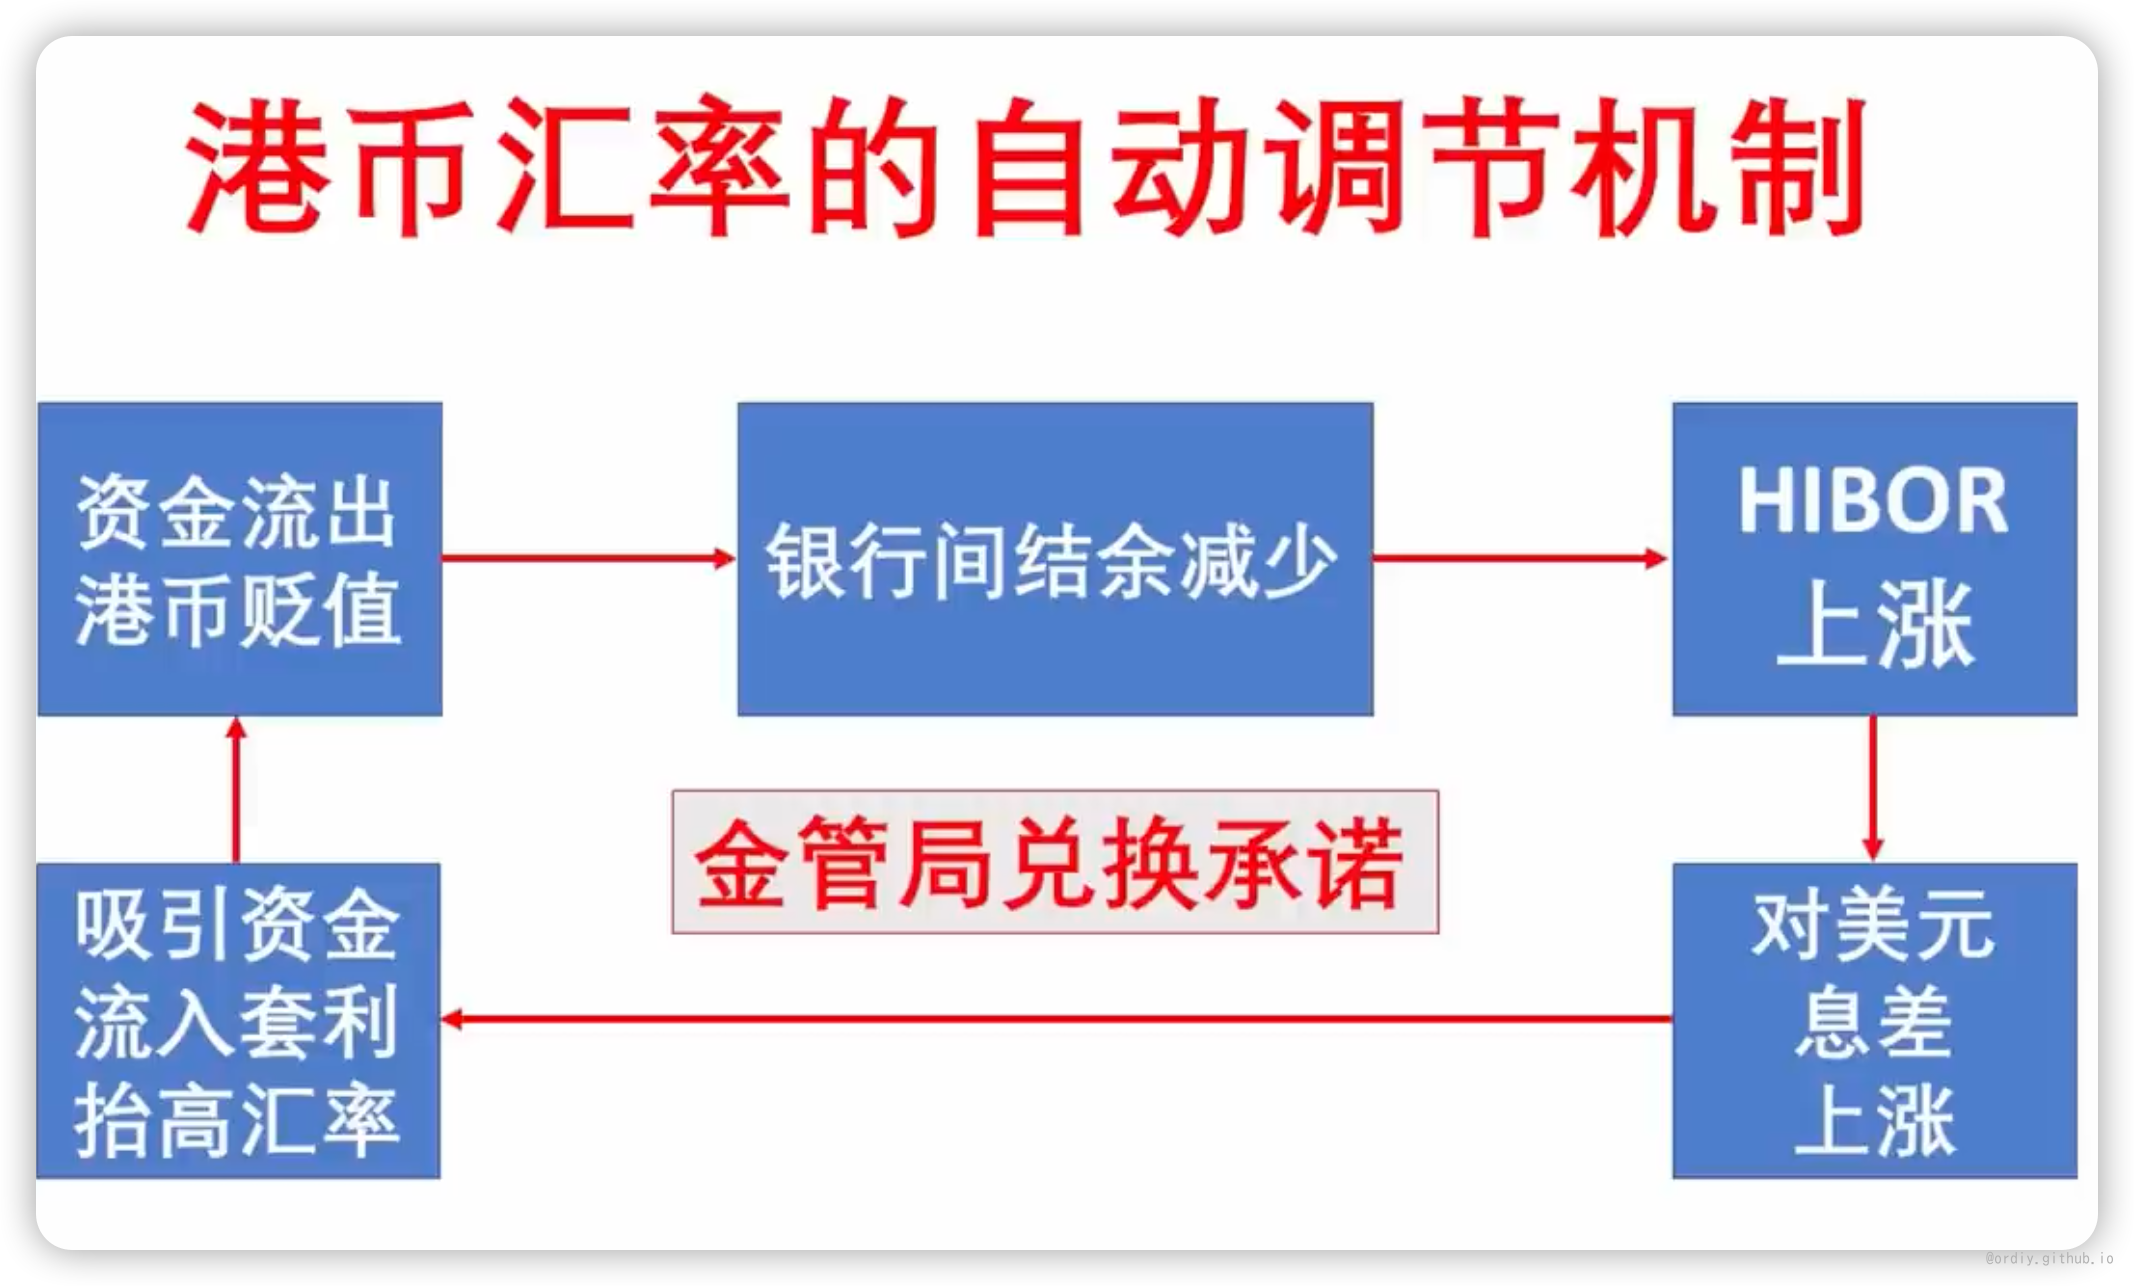 港币汇率的自动调节机制
资金流出
港币贬值
银行间结余减少
HIBOR
上涨
金管局兑换承诺
吸引资金
流入套利
抬高汇率
对美元
息差
上涨
@ordiy.github.io